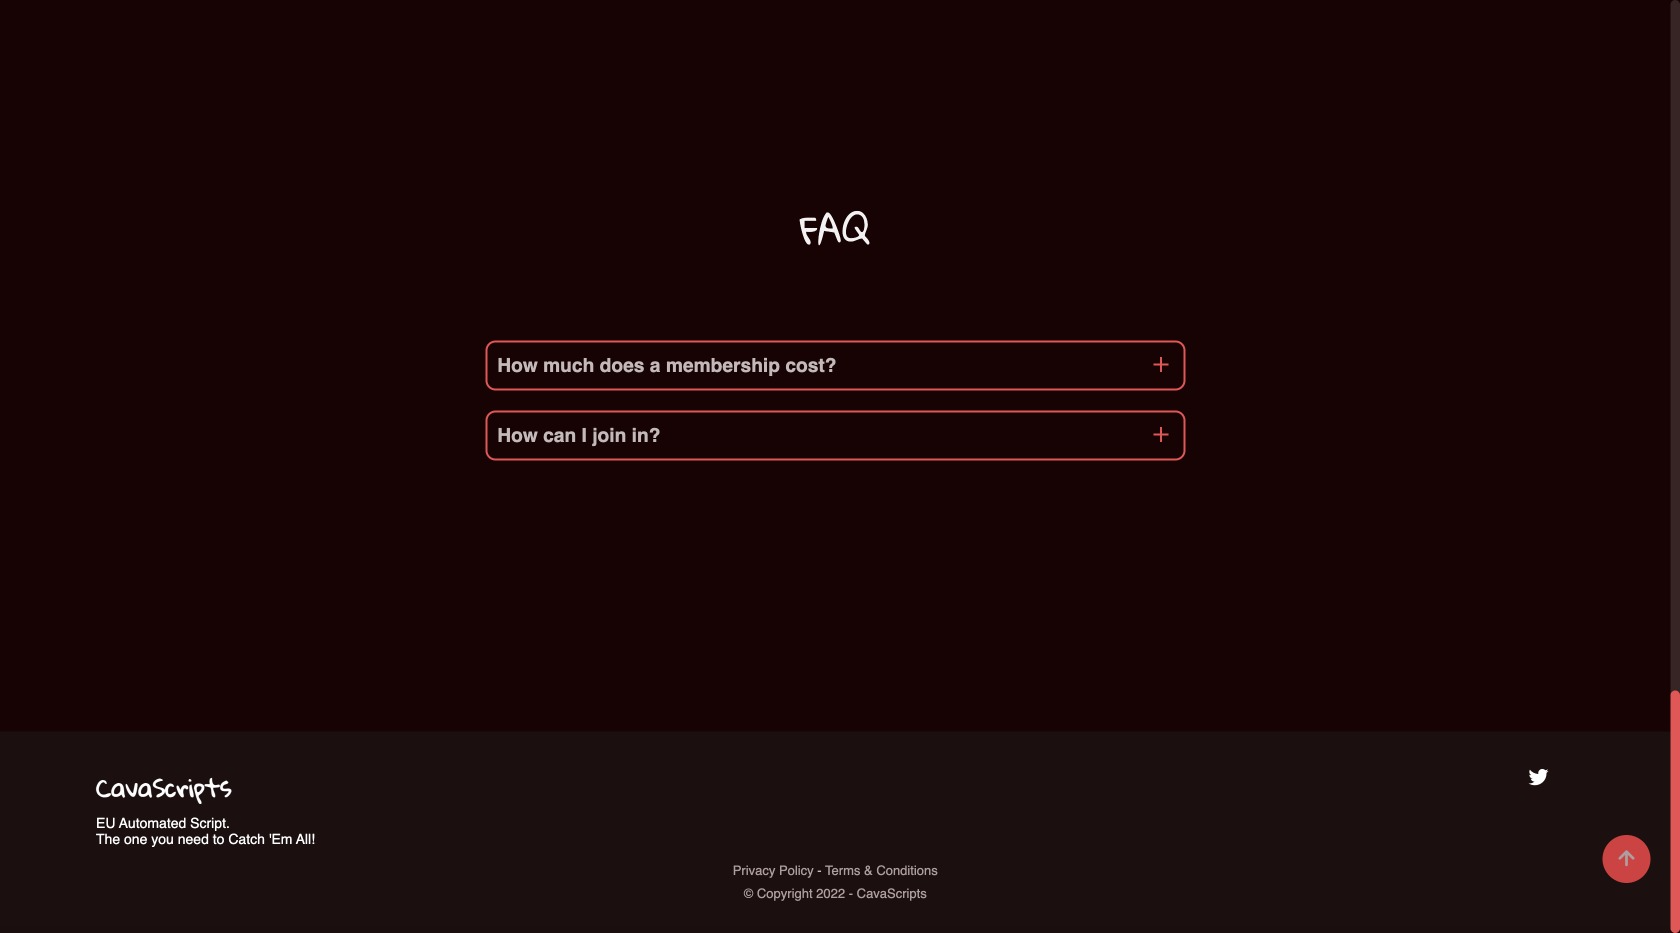 FAQ
How much does a membership cost?
How can I join in?
CavaScripts
EU Automated Script.
The one you need to Catch 'Em All!
Privacy Policy - Terms & Conditions
© Copyright 2022 - CavaScripts